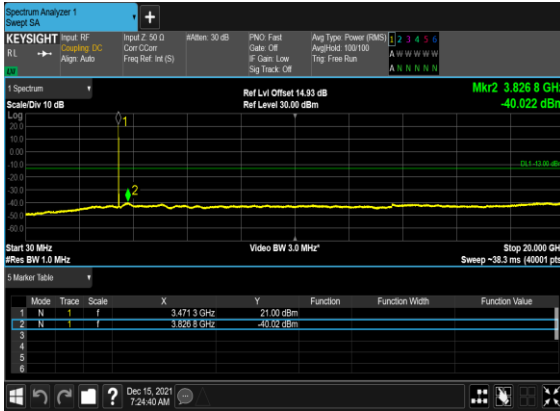 Spectrum Analyzer 1
Swept SA
+
KEYSIGHT Input: RF Input Z: 50 Ω #Atten: 30 dB PNO: Fast Avg Type: Power (RMS) 1 2 3 4 5 6
RL Coupling: DC Corr CCorr Gate: Off Avg|Hold: 100/100 A W W W W W
Align: Auto Freq Ref: Int (S) IF Gain: Low Trig: Free Run
Sig Track: Off A N N N N N
1 Spectrum
Ref Lvl Offset 14.93 dB Mkr2 3.826 8 GHz
Scale/Div 10 dB Ref Level 30.00 dBm -40.022 dBm
Log
1
20.0
10.0
0.00
-10.0
DL1 -13.00 dBm
-20.0
-30.0
2
-40.0
-50.0
-60.0
Start 30 MHz Video BW 3.0 MHz* Stop 20.000 GHz
#Res BW 1.0 MHz Sweep ~38.3 ms (40001 pts)
5 Marker Table
Mode Trace Scale X Y Function Function Width Function Value
1 N 1 f 3.471 3 GHz 21.00 dBm
2 N 1 f 3.826 8 GHz -40.02 dBm
3
4
5
6
? Dec 15, 2021
7:24:40 AM